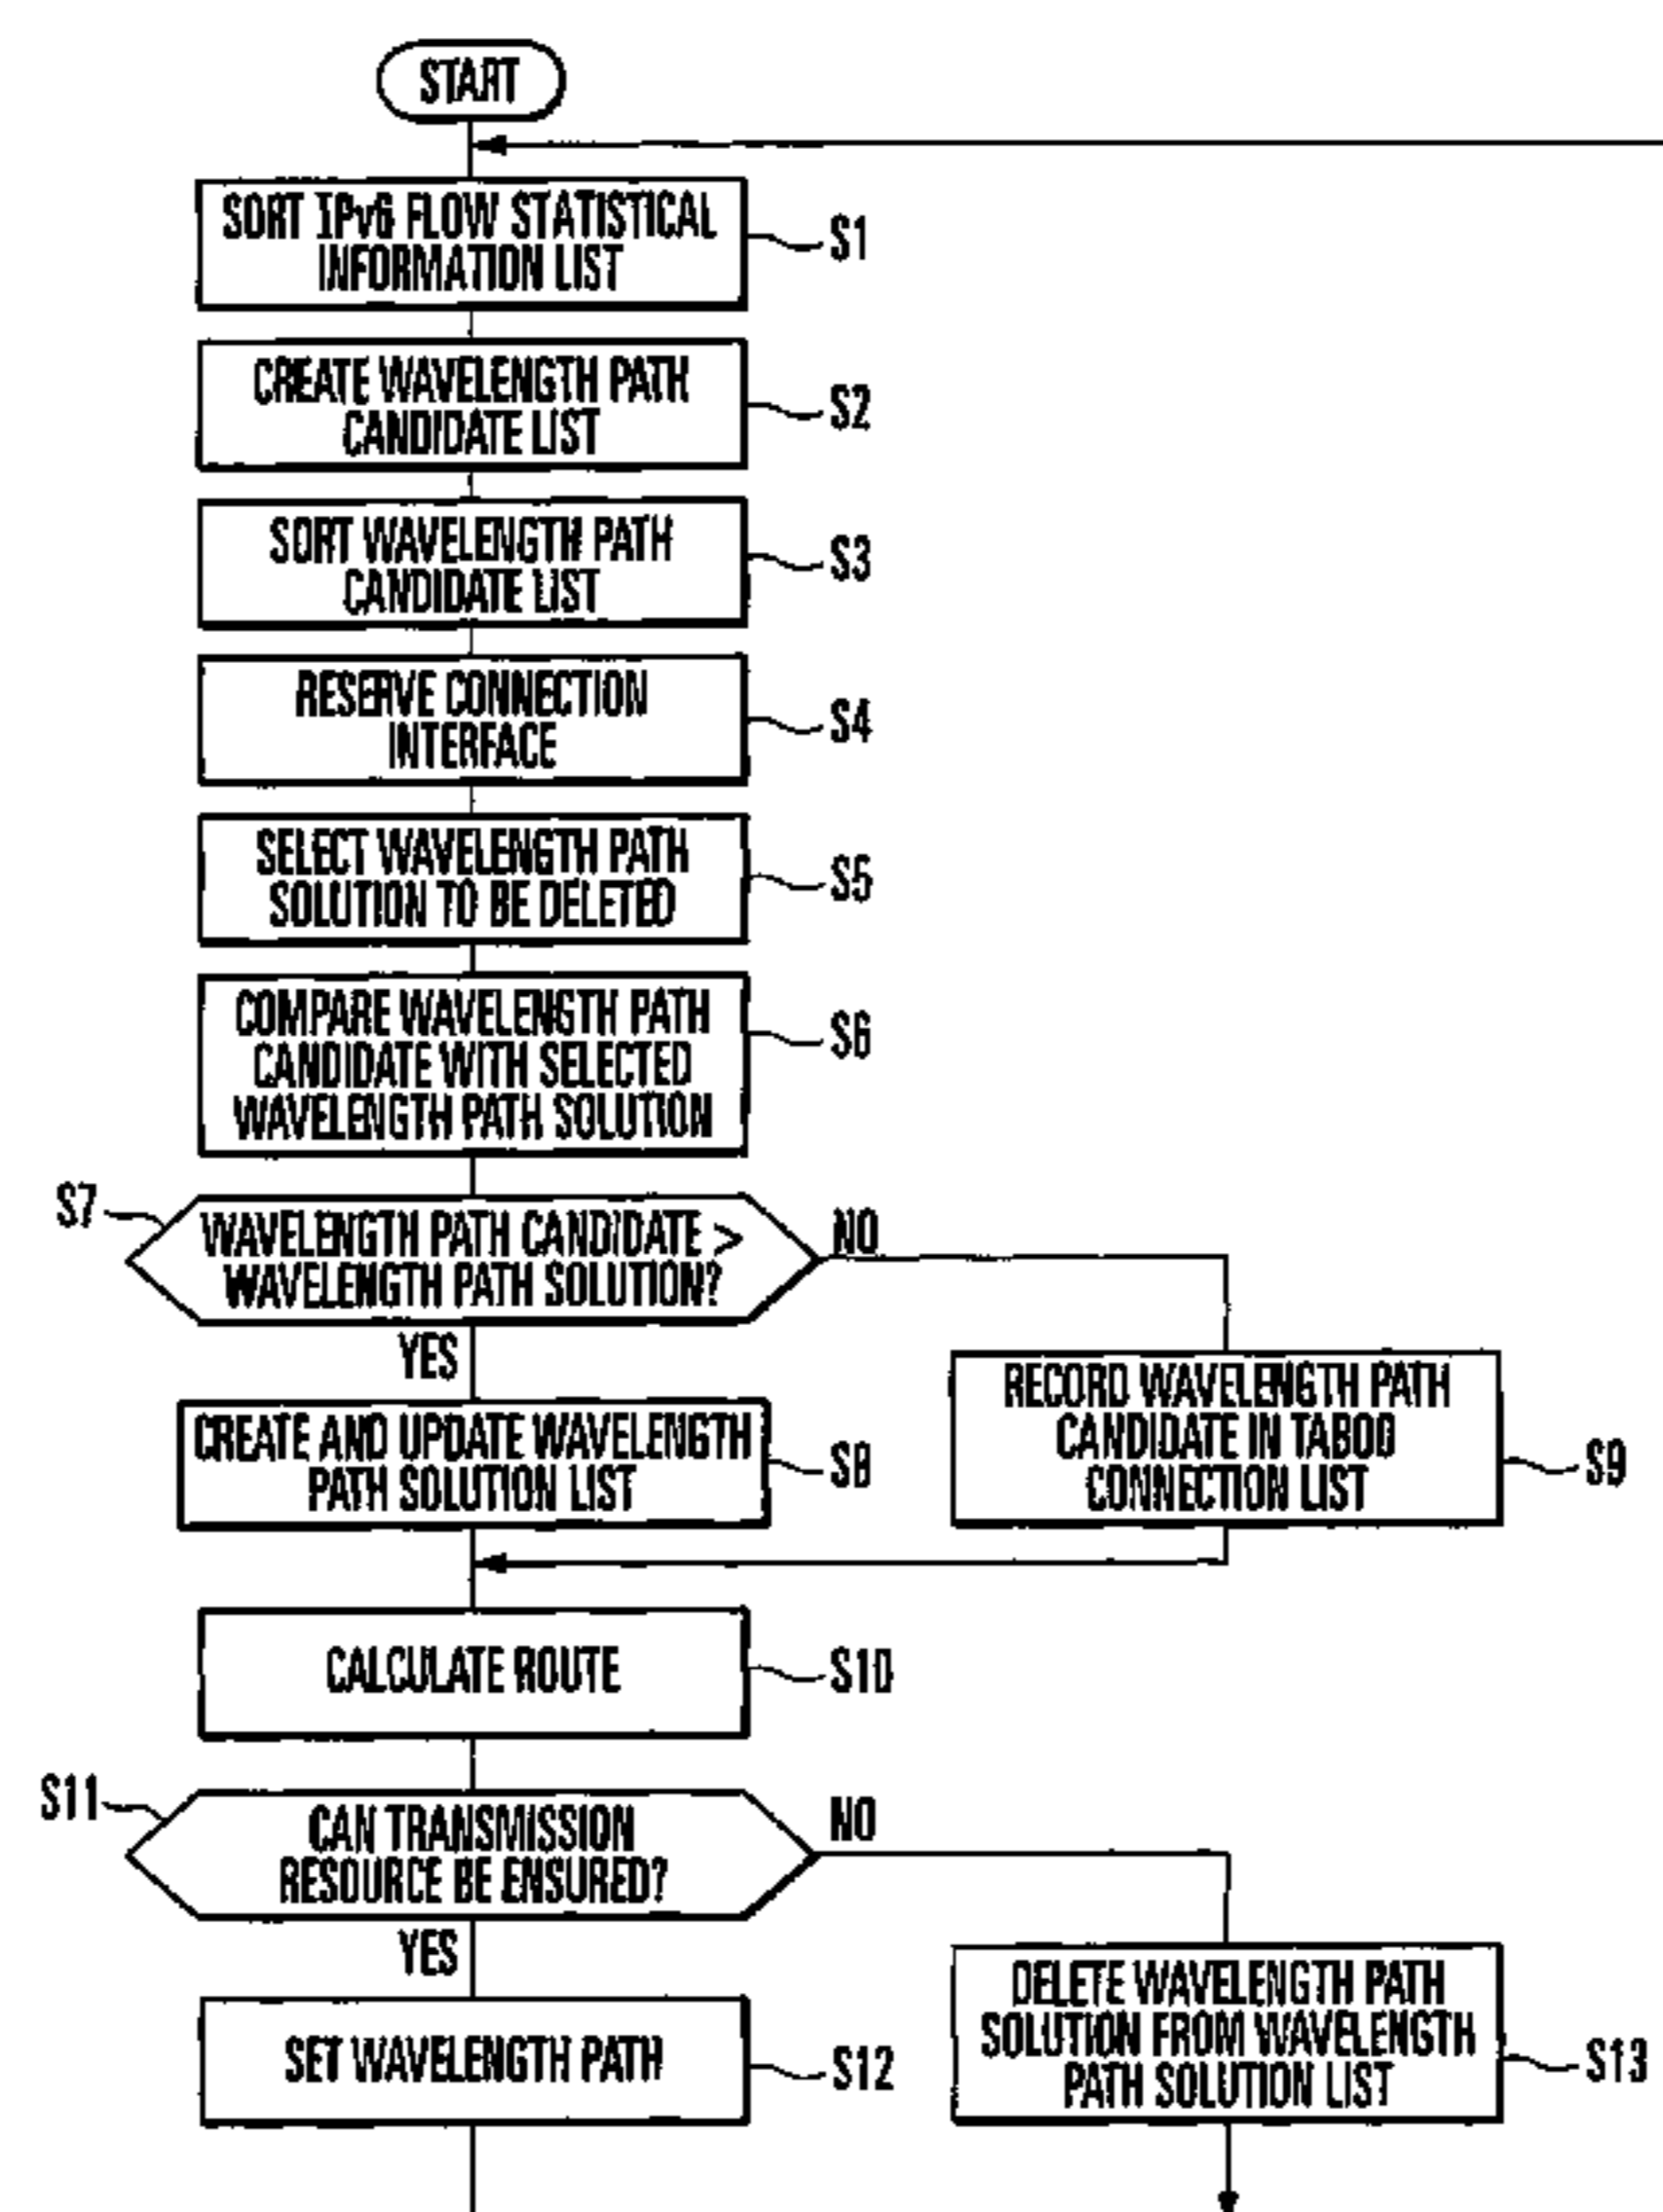 START
SORT IPv6 FLOW STATISTICAL
INFORMATION LIST
S1
CREATE WAVELENGTH PATH
CANDIDATE LIST
S2
SORT WAVELENGTH PATH
CANDIDATE LIST
S3
RESERVE CONNECTION
INTERFACE
S4
SELECT WAVELENGTH PATH
SOLUTION TO BE DELETED
S5
COMPARE WAVELENGTH PATH
CANDIDATE WITH SELECTED
WAVELENGTH PATH SOLUTION
S6
S7
WAVELENGTH PATH CANDIDATE >
WAVELENGTH PATH SOLUTION?
NO
YES
CREATE AND UPDATE WAVELENGTH
PATH SOLUTION LIST
S8
RECORD WAVELENGTH PATH
CANDIDATE IN TABOO
CONNECTION LIST
S9
CALCULATE ROUTE
S10
S11
CAN TRANSMISSION
RESOURCE BE ENSURED?
NO
YES
SET WAVELENGTH PATH
S12
DELETE WAVELENGTH PATH
SOLUTION FROM WAVELENGTH
PATH SOLUTION LIST
S13